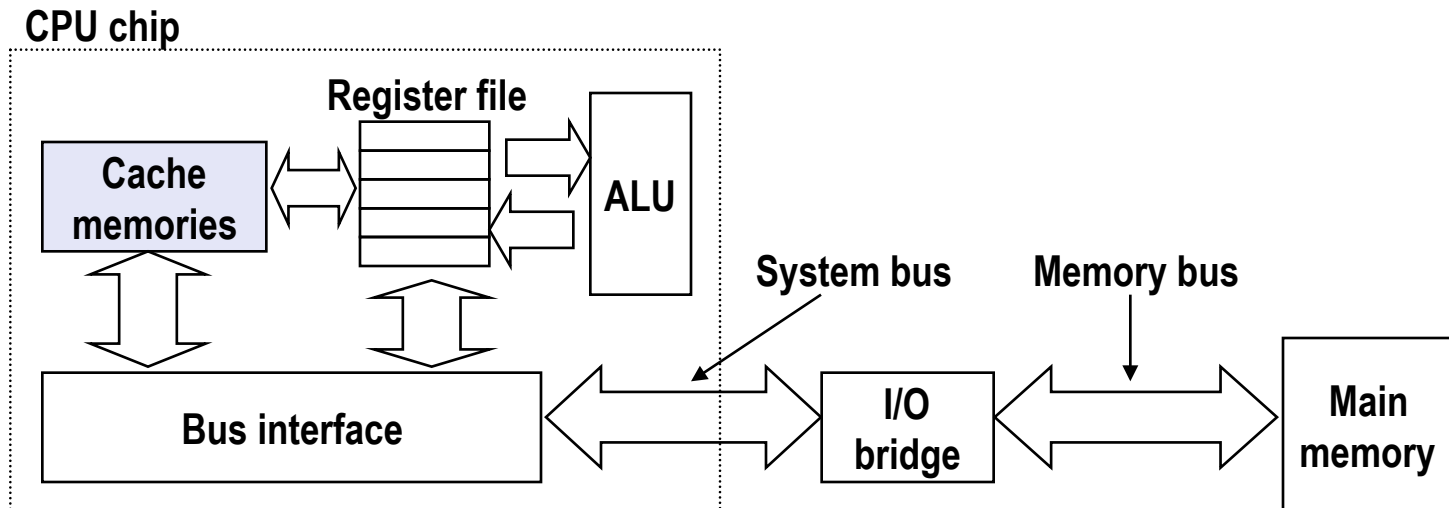 CPU chip
Register file
Cache
memories
ALU
System bus
Memory bus
Bus interface
I/O
bridge
Main
memory